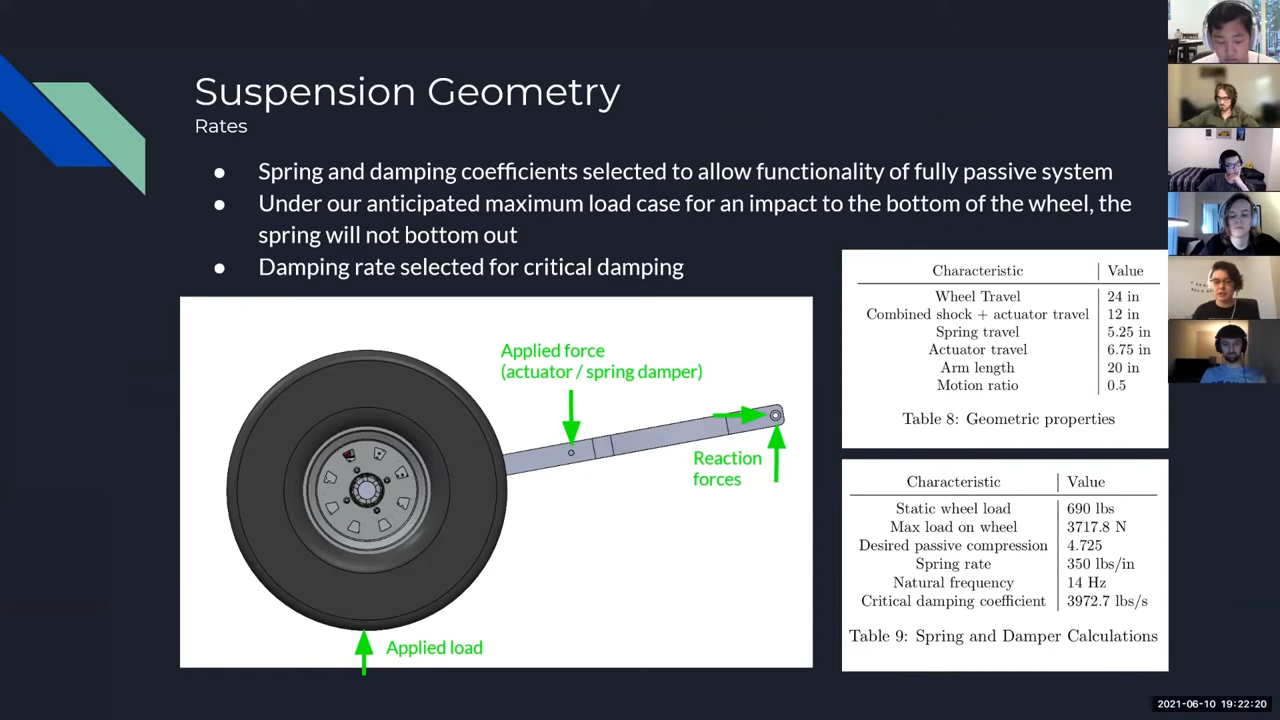 Suspension Geometry
Rates
● Spring and damping coefficients selected to allow functionality of fully passive system
● Under our anticipated maximum load case for an impact to the bottom of the wheel, the
spring will not bottom out
● Damping rate selected for critical damping
Applied force
(actuator / spring damper)
Reaction
forces
Applied load
Characteristic Value
Wheel Travel 24 in
Combined shock + actuator travel 12 in
Spring travel 5.25 in
Actuator travel 6.75 in
Arm length 20 in
Motion ratio 0.5
Table 8: Geometric properties
Characteristic Value
Static wheel load 690 lbs
Max load on wheel 3717.8 N
Desired passive compression 4.725
Spring rate 350 lbs/in
Natural frequency 14 Hz
Critical damping coefficient 3972.7 lbs/s
Table 9: Spring and Damper Calculations
2021-06-10 19:22:20